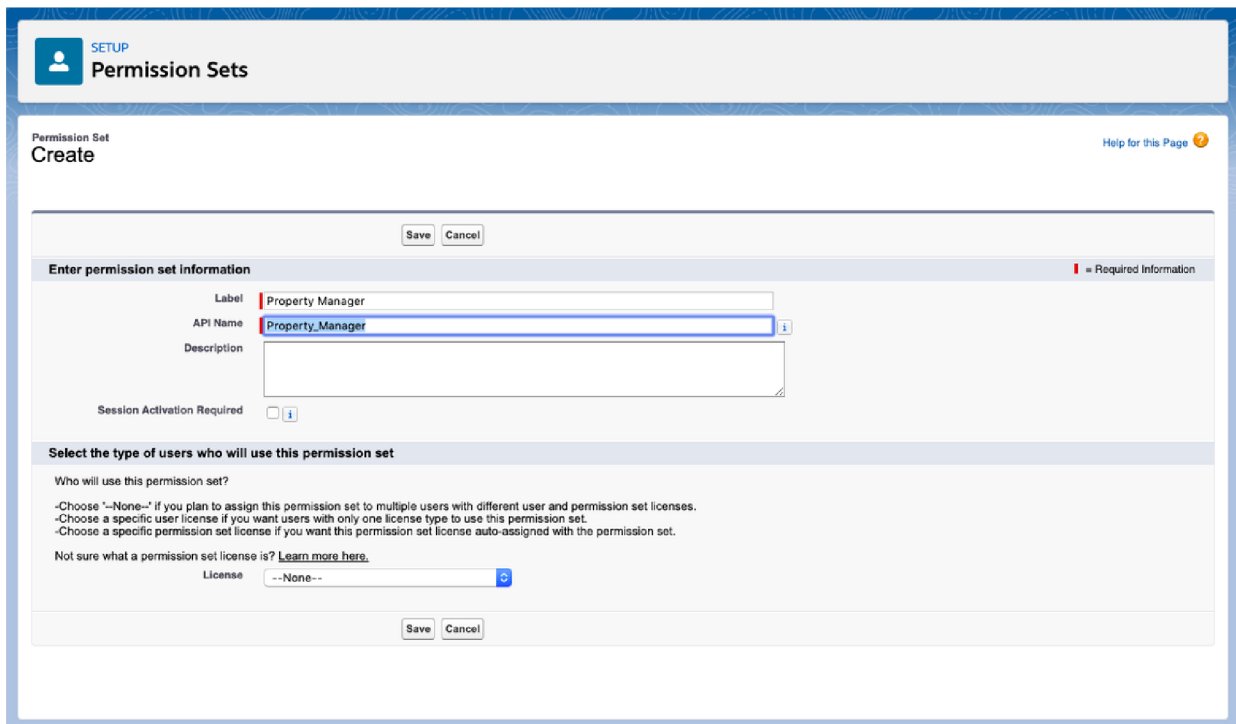 SETUP
Permission Sets
Permission Set
Create
Help for this Page ?
Save Cancel
Enter permission set information
= Required Information
Label Property Manager
API Name Property_Manager i
Description
Session Activation Required i
Select the type of users who will use this permission set
Who will use this permission set?
-Choose '--None--' if you plan to assign this permission set to multiple users with different user and permission set licenses.
-Choose a specific user license if you want users with only one license type to use this permission set.
-Choose a specific permission set license if you want this permission set license auto-assigned with the permission set.
Not sure what a permission set license is? Learn more here.
License --None--
Save Cancel